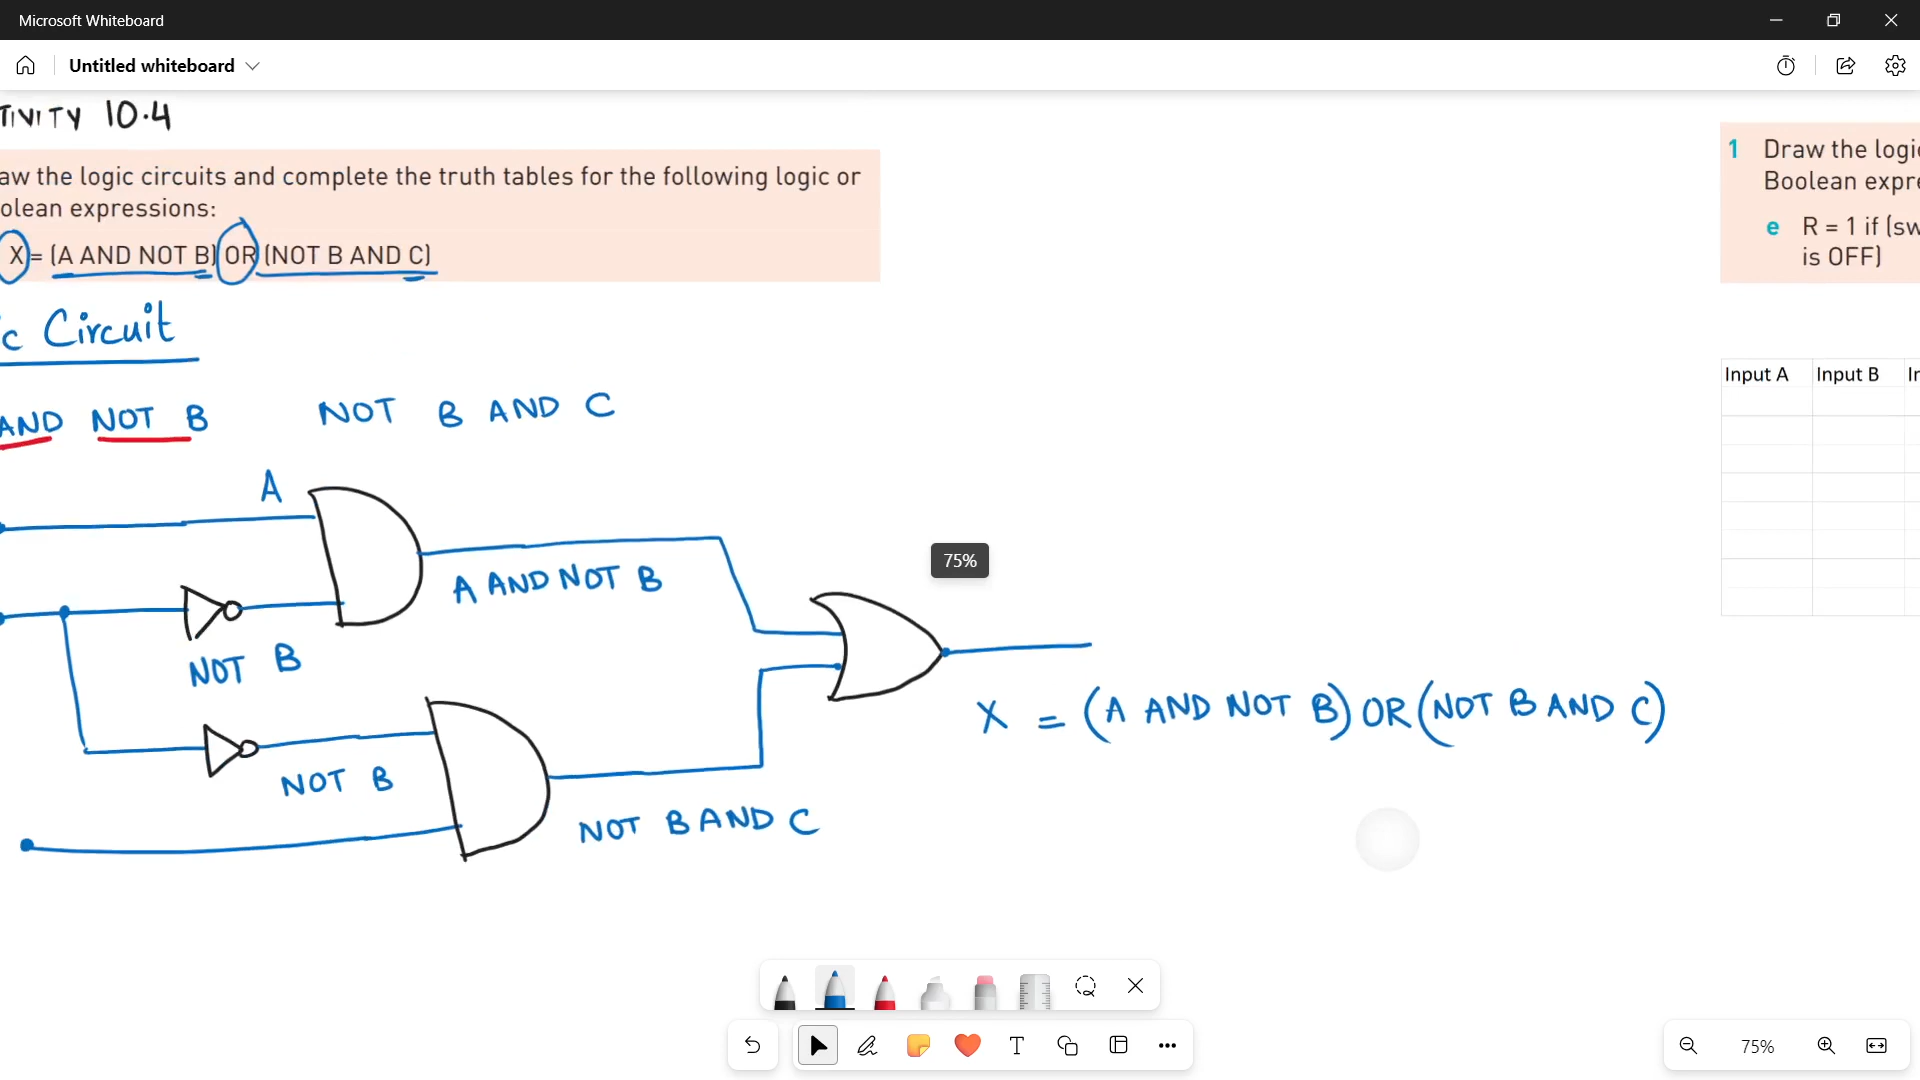 Microsoft Whiteboard
Untitled whiteboard
TIVITY 10.4
aw the logic circuits and complete the truth tables for the following logic or
olean expressions:
X = (A AND NOT B) OR (NOT B AND C)
c Circuit
AND NOT B NOT B AND C
A
A AND NOT B
NOT B
NOT B
NOT B AND C
75%
X = (A AND NOT B) OR (NOT B AND C)
1 Draw the logi
Boolean expre
e R = 1 if (sw
is OFF)
Input A Input B In
75%